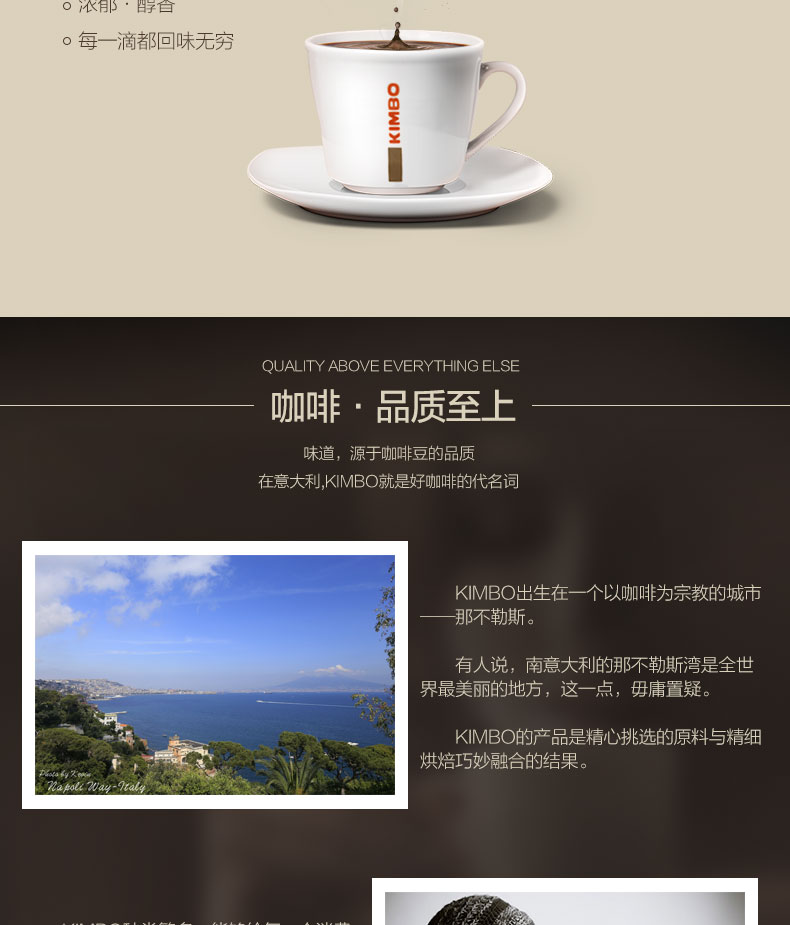 浓郁·醇香
每一滴都回味无穷
KIMBO
QUALITY ABOVE EVERYTHING ELSE
咖啡·品质至上
味道，源于咖啡豆的品质
在意大利,KIMBO就是好咖啡的代名词
KIMBO出生在一个以咖啡为宗教的城市
——那不勒斯。
有人说，南意大利的那不勒斯湾是全世
界最美丽的地方，这一点，毋庸置疑。
KIMBO的产品是精心挑选的原料与精细
烘焙巧妙融合的结果。
Photo by Kevin
Napoli Way-Italy